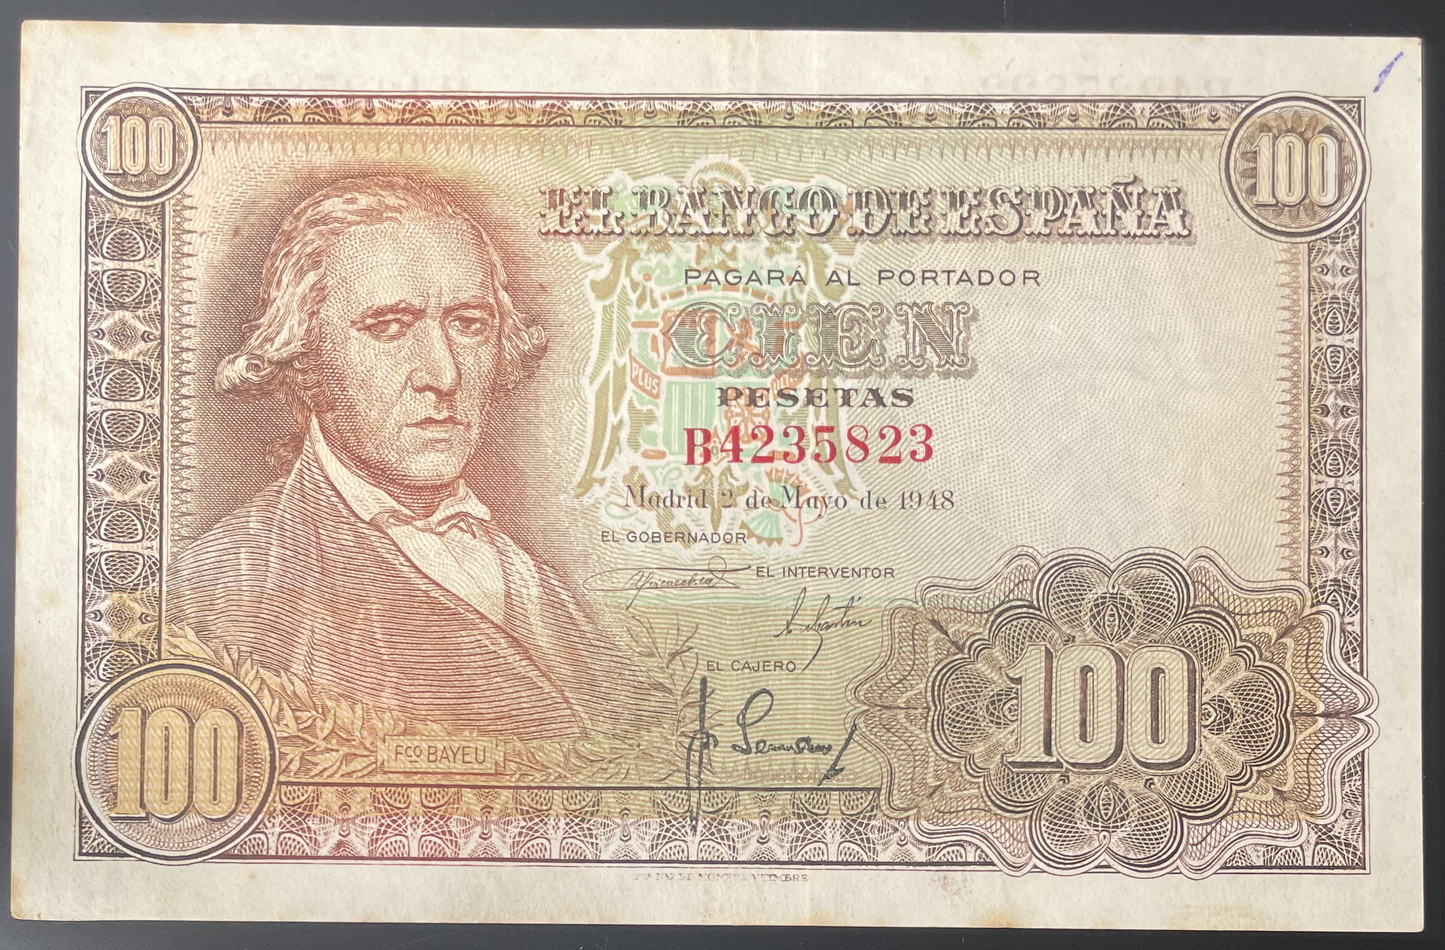 100
100
EL BANCO DE ESPAÑA
PAGARÁ AL PORTADOR
CIEN
PLUS
PESETAS
B4235823
Madrid 2 de Mayo de 1948
EL GOBERNADOR
EL INTERVENTOR
EL CAJERO
Fco BAYEU
100
100